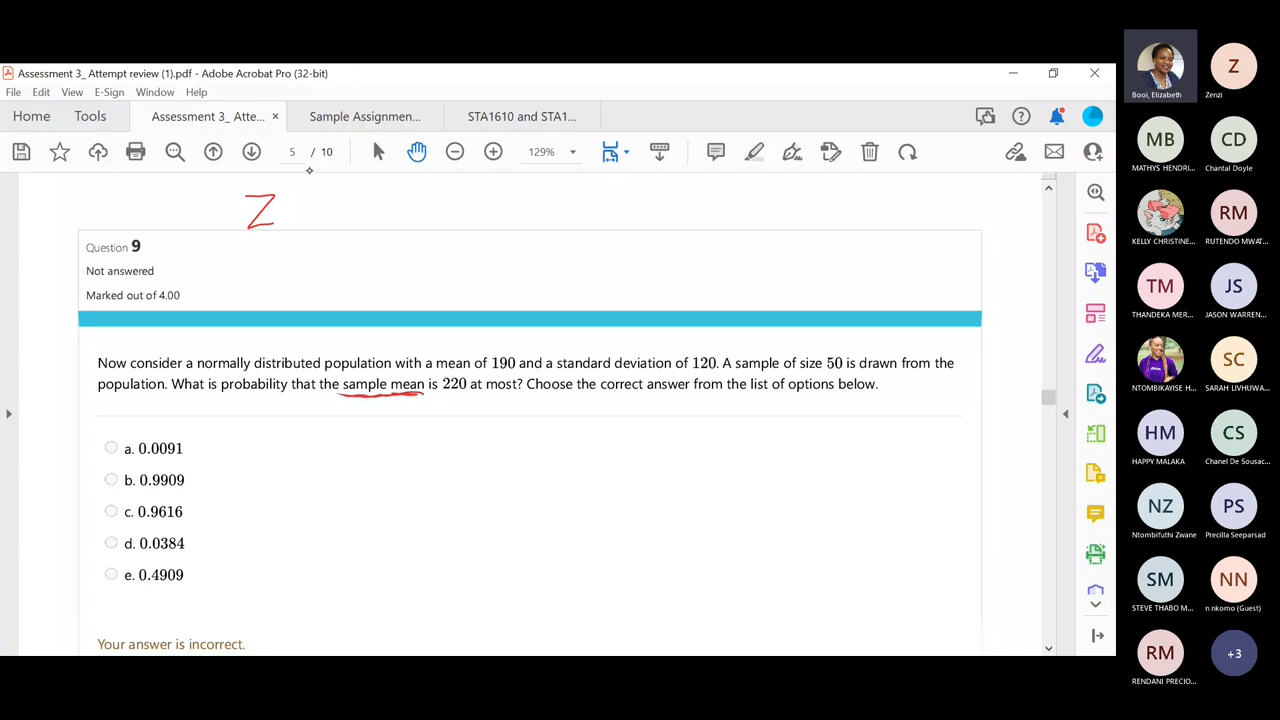 Assessment 3_ Attempt review (1).pdf - Adobe Acrobat Pro (32-bit)
File Edit View E-Sign Window Help
Home Tools Assessment 3_ Atte... × Sample Assignmen... STA1610 and STA1...
5 / 10 129%
Z
Question 9
Not answered
Marked out of 4.00
Now consider a normally distributed population with a mean of 190 and a standard deviation of 120. A sample of size 50 is drawn from the
population. What is probability that the sample mean is 220 at most? Choose the correct answer from the list of options below.
a. 0.0091
b. 0.9909
c. 0.9616
d. 0.0384
e. 0.4909
Your answer is incorrect.
Booi, Elizabeth
Z
Zenzi
MB
MATHYS HENDRI...
CD
Chantal Doyle
KELLY CHRISTINE...
RM
RUTENDO MWAT...
TM
THANDEKA MER...
JS
JASON WARREN...
NTOMBIKAYISE H...
SC
SARAH LIVHUWA...
HM
HAPPY MALAKA
CS
Chanel De Sousac...
NZ
Ntombifuthi Zwane
PS
Precilla Seeparsad
SM
STEVE THABO M...
NN
n nkomo (Guest)
RM
RENDANI PRECIO...
+3